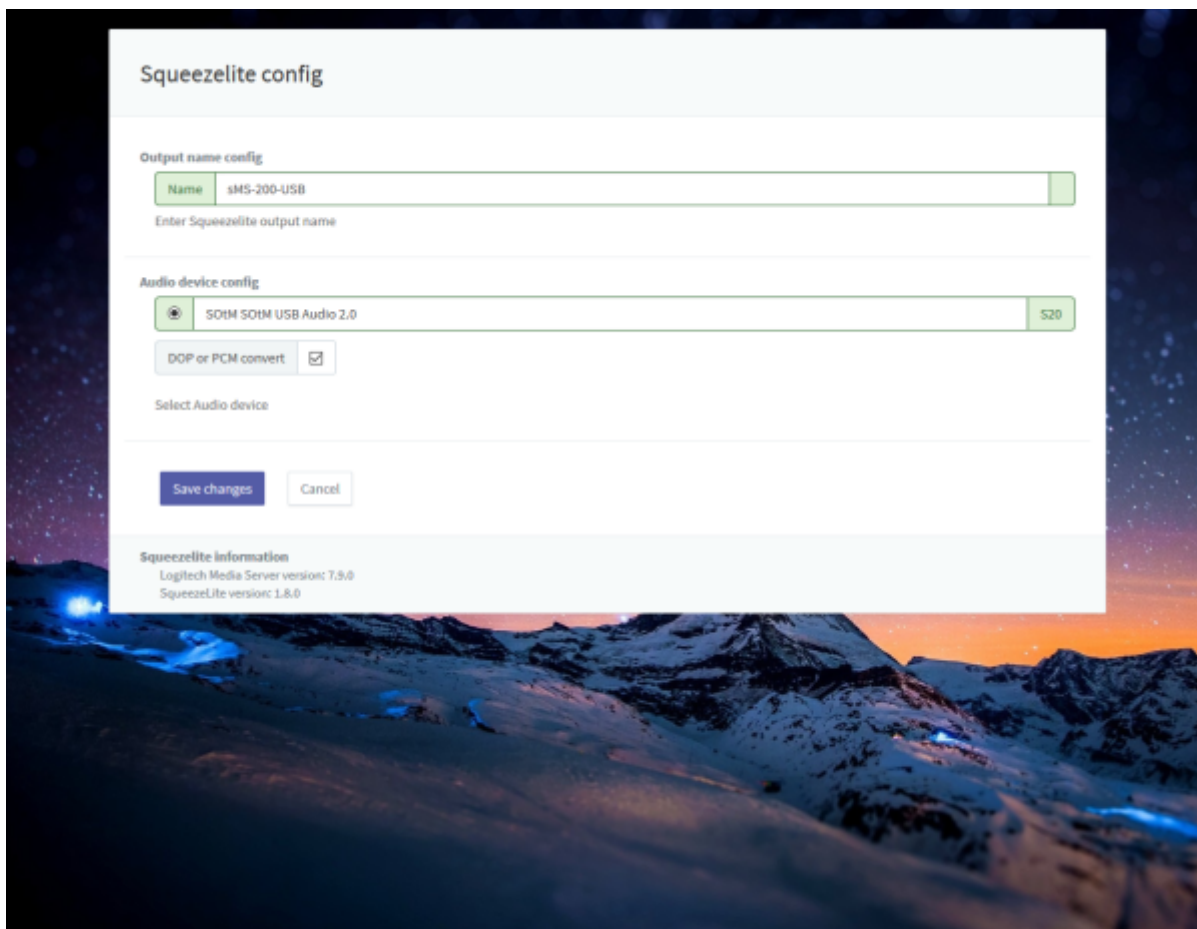 Squeezelite config
Output name config
Name sMS-200-USB
Enter Squeezelite output name
Audio device config
SOtM SOtM USB Audio 2.0 S20
DOP or PCM convert
Select Audio device
Save changes Cancel
Squeezelite information
Logitech Media Server version: 7.9.0
SqueezeLite version: 1.8.0